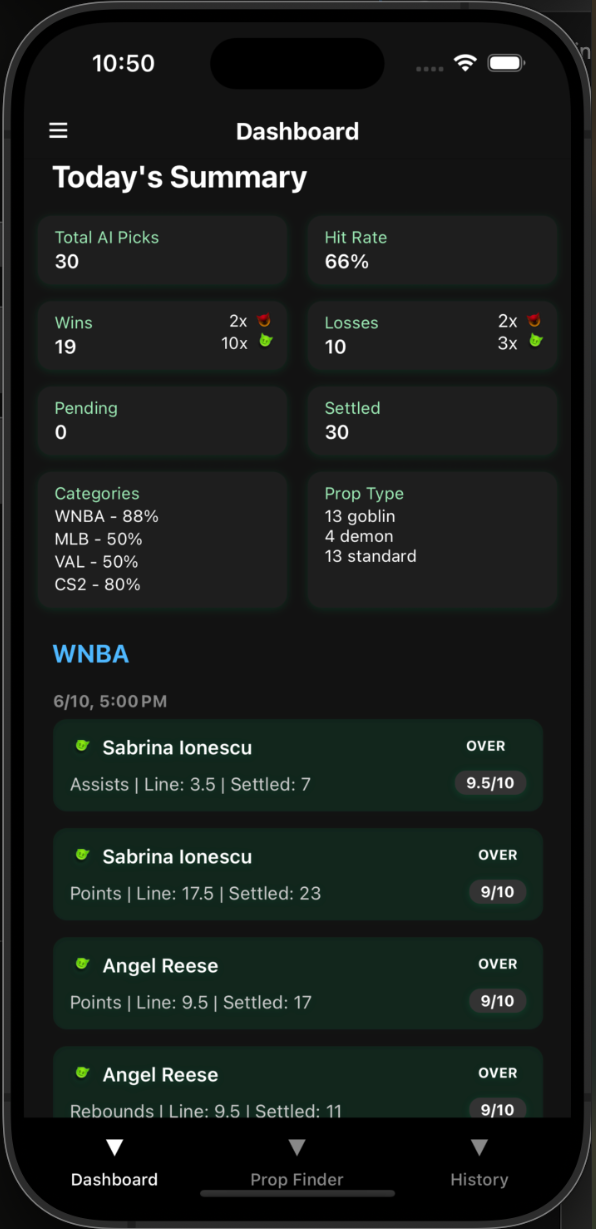 10:50
Dashboard
Today's Summary
Total AI Picks
30
Hit Rate
66%
Wins
19
2x
10x
Losses
10
2x
3x
Pending
0
Settled
30
Categories
WNBA - 88%
MLB - 50%
VAL - 50%
CS2 - 80%
Prop Type
13 goblin
4 demon
13 standard
WNBA
6/10, 5:00 PM
Sabrina Ionescu
OVER
Assists | Line: 3.5 | Settled: 7
9.5/10
Sabrina Ionescu
OVER
Points | Line: 17.5 | Settled: 23
9/10
Angel Reese
OVER
Points | Line: 9.5 | Settled: 17
9/10
Angel Reese
OVER
Rebounds | Line: 9.5 | Settled: 11
9/10
Dashboard
Prop Finder
History